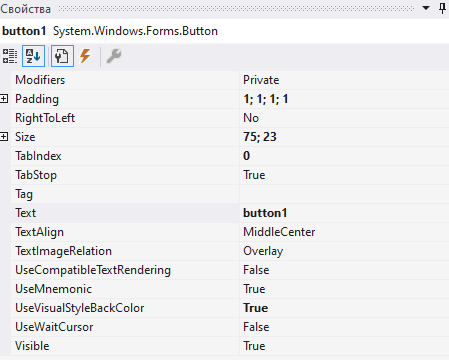 Свойства
button1 System.Windows.Forms.Button
Modifiers Private
Padding 1; 1; 1; 1
RightToLeft No
Size 75; 23
TabIndex 0
TabStop True
Tag
Text button1
TextAlign MiddleCenter
TextImageRelation Overlay
UseCompatibleTextRendering False
UseMnemonic True
UseVisualStyleBackColor True
UseWaitCursor False
Visible True